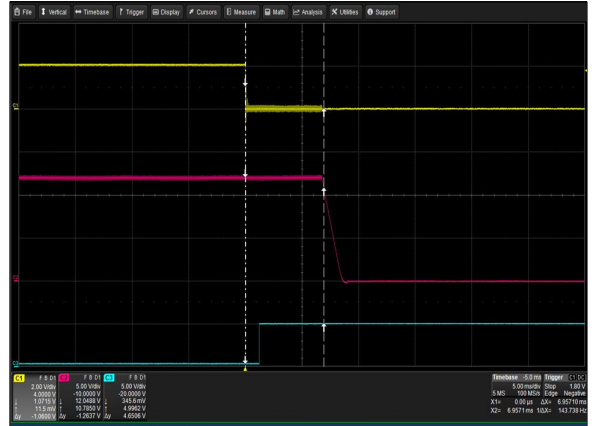 File Vertical Timebase Trigger Display Cursors Measure Math Analysis Utilities Support
C1 F B D1 C2 F B D1 C3 F B D1
2.00 V/div 5.00 V/div 5.00 V/div
4.0000 V -10.0000 V -20.0000 V
↓ 1.0715 V ↓ 12.0488 V ↓ 345.6 mV
↑ 11.5 mV ↑ 10.7850 V ↑ 4.9962 V
Δy -1.0600 V Δy -1.2637 V Δy 4.6506 V
Timebase -5.0 ms Trigger C1 DC
5.00 ms/div Stop 1.80 V
5 MS 100 MS/s Edge Negative
X1= 0.00 µs ΔX= 6.95710 ms
X2= 6.9571 ms 1/ΔX= 143.738 Hz